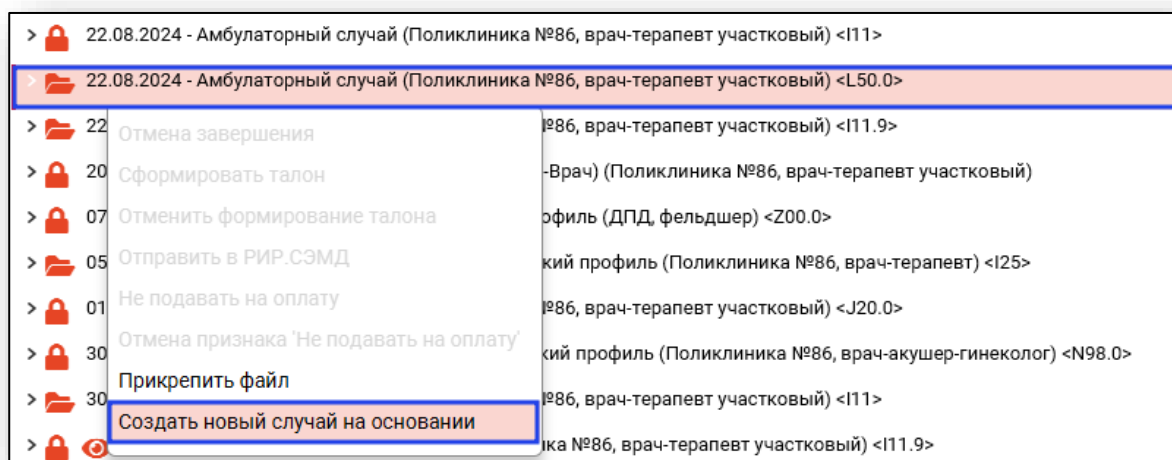 22.08.2024 - Амбулаторный случай (Поликлиника №86, врач-терапевт участковый) <I11>
22.08.2024 - Амбулаторный случай (Поликлиника №86, врач-терапевт участковый) <L50.0>
22 №86, врач-терапевт участковый) <I11.9>
Отмена завершения
20 -Врач) (Поликлиника №86, врач-терапевт участковый)
Сформировать талон
07 офиль (ДПД, фельдшер) <Z00.0>
Отменить формирование талона
05 кий профиль (Поликлиника №86, врач-терапевт) <I25>
Отправить в РИР.СЭМД
01 №86, врач-терапевт участковый) <J20.0>
Не подавать на оплату
30 кий профиль (Поликлиника №86, врач-акушер-гинеколог) <N98.0>
Отмена признака 'Не подавать на оплату'
Прикрепить файл
30 №86, врач-терапевт участковый) <I11>
Создать новый случай на основании
ка №86, врач-терапевт участковый) <I11.9>